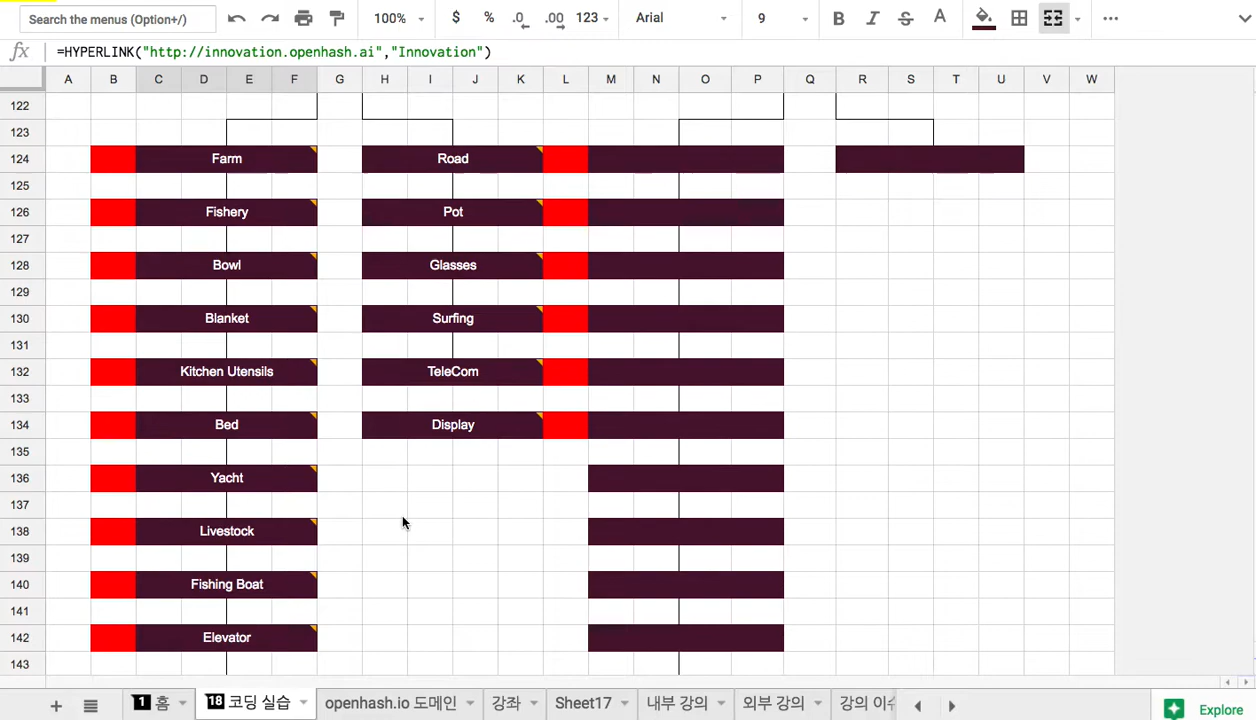 Search the menus (Option+/)
100%
$
%
.0
.00
123
Arial
9
B
I
S
A
fx
=HYPERLINK("http://innovation.openhash.ai","Innovation")
A B C D E F G H I J K L M N O P Q R S T U V W
122
123
124 Farm Road
125
126 Fishery Pot
127
128 Bowl Glasses
129
130 Blanket Surfing
131
132 Kitchen Utensils TeleCom
133
134 Bed Display
135
136 Yacht
137
138 Livestock
139
140 Fishing Boat
141
142 Elevator
143
1 홈
18 코딩 실습
openhash.io 도메인
강좌
Sheet17
내부 강의
외부 강의
강의 이수
Explore